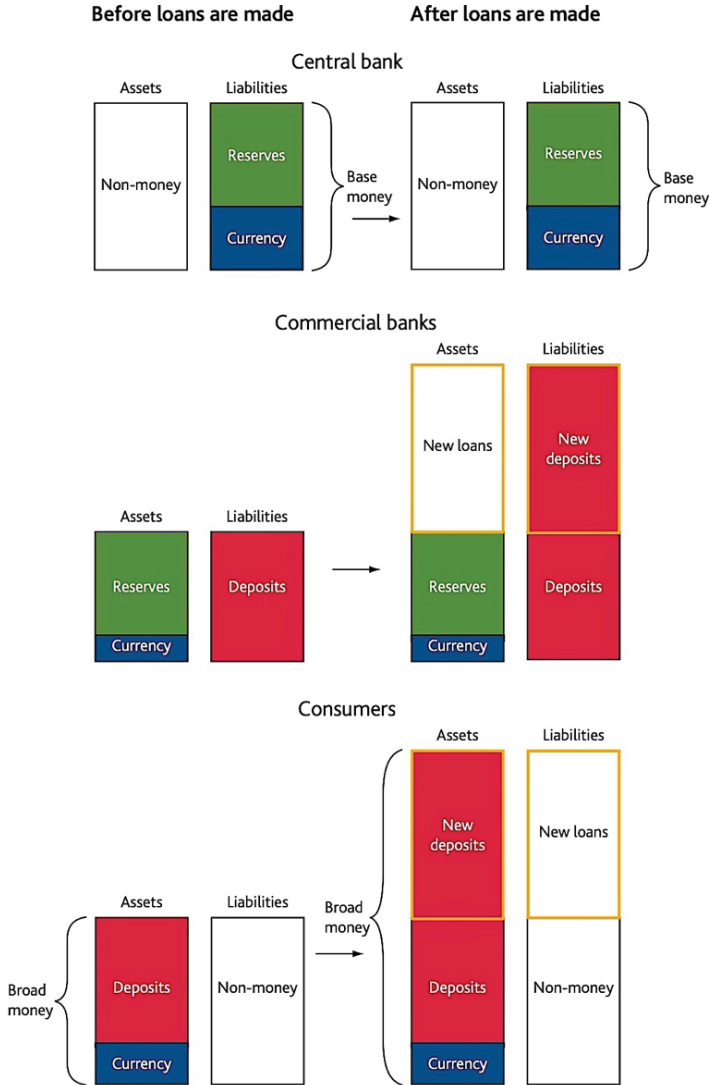 Before loans are made
After loans are made
Central bank
Assets
Liabilities
Assets
Liabilities
Non-money
Reserves
Currency
Base
money
Non-money
Reserves
Currency
Base
money
Commercial banks
Assets
Liabilities
New loans
New
deposits
Assets
Liabilities
Reserves
Deposits
Currency
Reserves
Deposits
Currency
Consumers
Assets
Liabilities
New
deposits
New loans
Assets
Liabilities
Broad
money
Deposits
Non-money
Currency
Broad
money
Deposits
Non-money
Currency